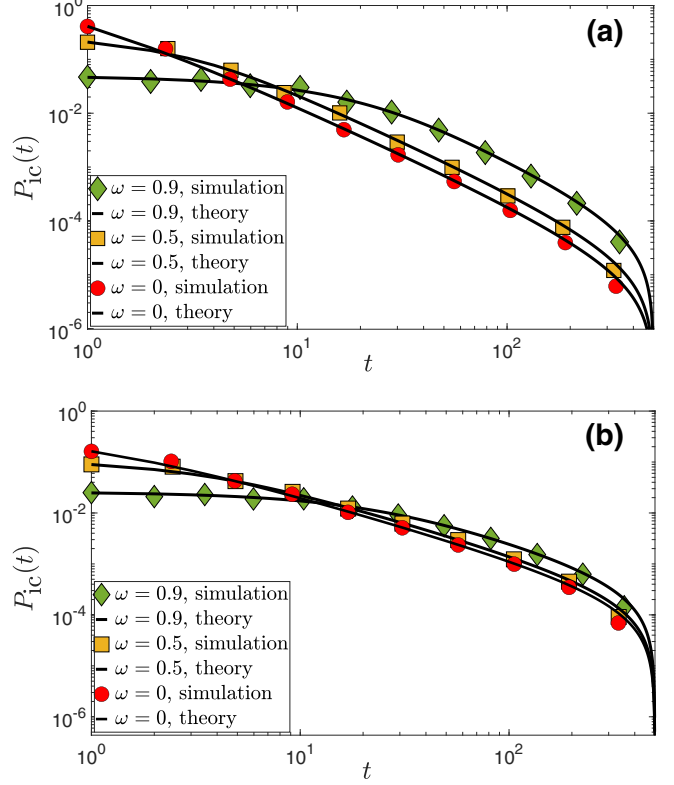 (a)
10^0
10^-2
10^-4
10^-6
P_ic(t)
ω = 0.9, simulation
ω = 0.9, theory
ω = 0.5, simulation
ω = 0.5, theory
ω = 0, simulation
ω = 0, theory
10^0 10^1 10^2
t
(b)
10^0
10^-2
10^-4
10^-6
P_ic(t)
ω = 0.9, simulation
ω = 0.9, theory
ω = 0.5, simulation
ω = 0.5, theory
ω = 0, simulation
ω = 0, theory
10^0 10^1 10^2
t